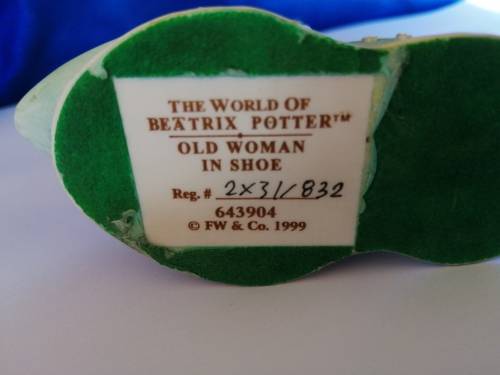 THE WORLD OF
BEATRIX POTTER™
OLD WOMAN
IN SHOE
Reg. # 2X31/832
643904
© FW & Co. 1999